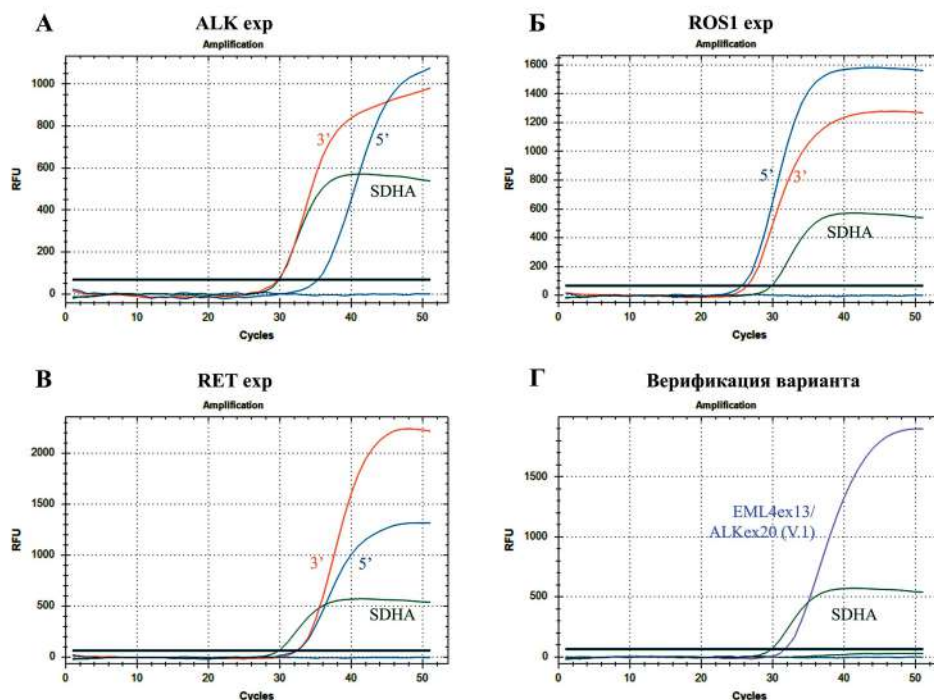 А
ALK exp
Amplification
RFU
1000
800
600
400
200
0
3’
5’
SDHA
0
10
20
30
40
50
Cycles
Б
ROS1 exp
Amplification
RFU
1600
1400
1200
1000
800
600
400
200
0
5’
3’
SDHA
0
10
20
30
40
50
Cycles
В
RET exp
Amplification
RFU
2000
1500
1000
500
0
3’
5’
SDHA
0
10
20
30
40
50
Cycles
Г
Верификация варианта
Amplification
RFU
1500
1000
500
0
EML4ex13/
ALKex20 (V.1)
SDHA
0
10
20
30
40
50
Cycles